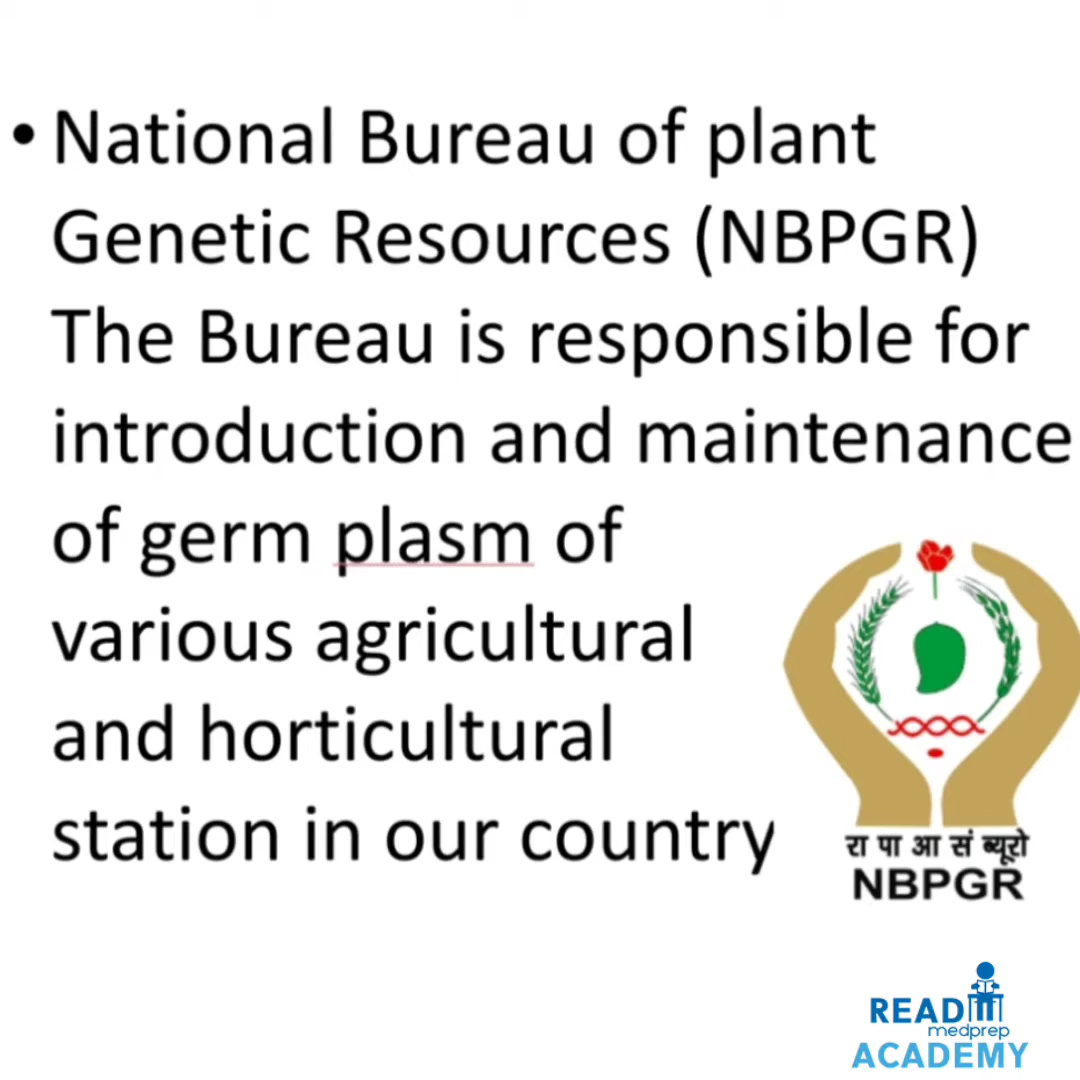 • National Bureau of plant
Genetic Resources (NBPGR)
The Bureau is responsible for
introduction and maintenance
of germ plasm of
various agricultural
and horticultural
station in our country
रा पा आ सं ब्यूरो
NBPGR
READ
medprep
ACADEMY